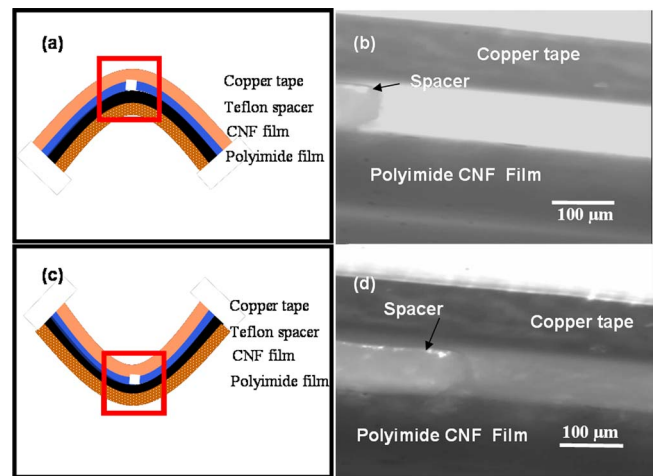 (a)
Copper tape
Teflon spacer
CNF film
Polyimide film
(b)
Copper tape
Spacer
Polyimide CNF Film
100 μm
(c)
Copper tape
Teflon spacer
CNF film
Polyimide film
(d)
Spacer
Copper tape
Polyimide CNF Film
100 μm